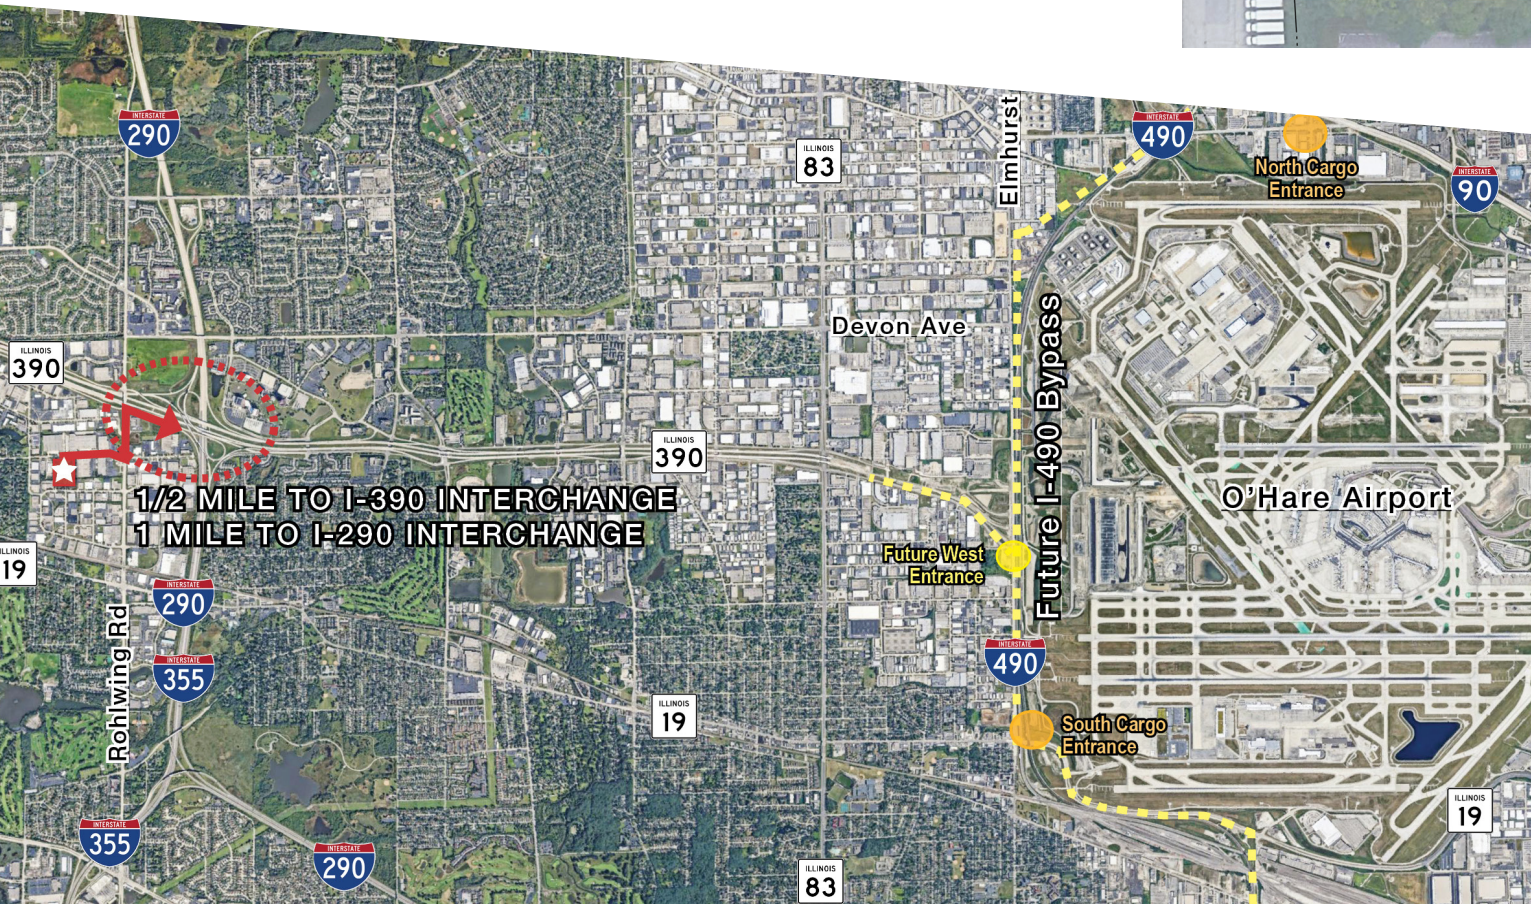 INTERSTATE
290
ILLINOIS
83
Elmhurst
INTERSTATE
490
North Cargo
Entrance
INTERSTATE
90
Devon Ave
ILLINOIS
390
Future I-490 Bypass
ILLINOIS
390
1/2 MILE TO I-390 INTERCHANGE
1 MILE TO I-290 INTERCHANGE
O'Hare Airport
Future West
Entrance
ILLINOIS
19
INTERSTATE
290
Rohlwing Rd
INTERSTATE
355
INTERSTATE
490
ILLINOIS
19
South Cargo
Entrance
ILLINOIS
19
INTERSTATE
355
INTERSTATE
290
ILLINOIS
83